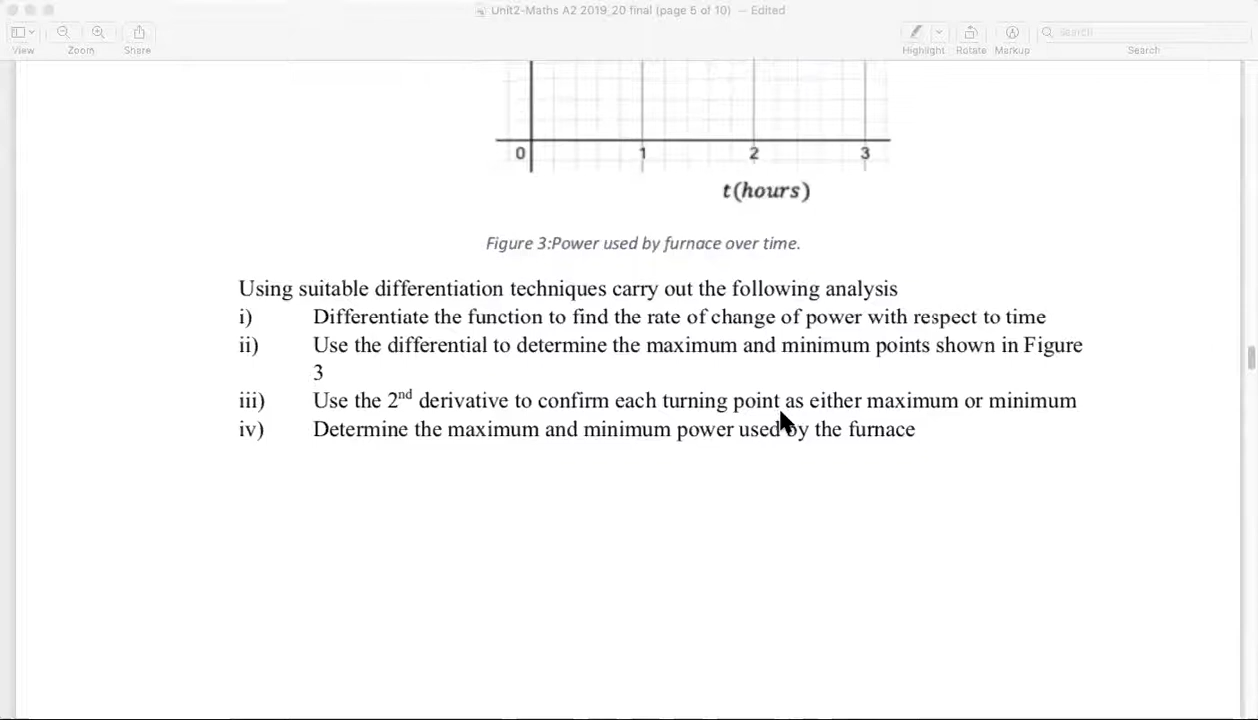 Unit2-Maths A2 2019_20 final (page 5 of 10) — Edited
View Zoom Share Highlight Rotate Markup Search
Search
0 1 2 3
t(hours)
Figure 3:Power used by furnace over time.
Using suitable differentiation techniques carry out the following analysis
i) Differentiate the function to find the rate of change of power with respect to time
ii) Use the differential to determine the maximum and minimum points shown in Figure
3
iii) Use the 2nd derivative to confirm each turning point as either maximum or minimum
iv) Determine the maximum and minimum power used by the furnace